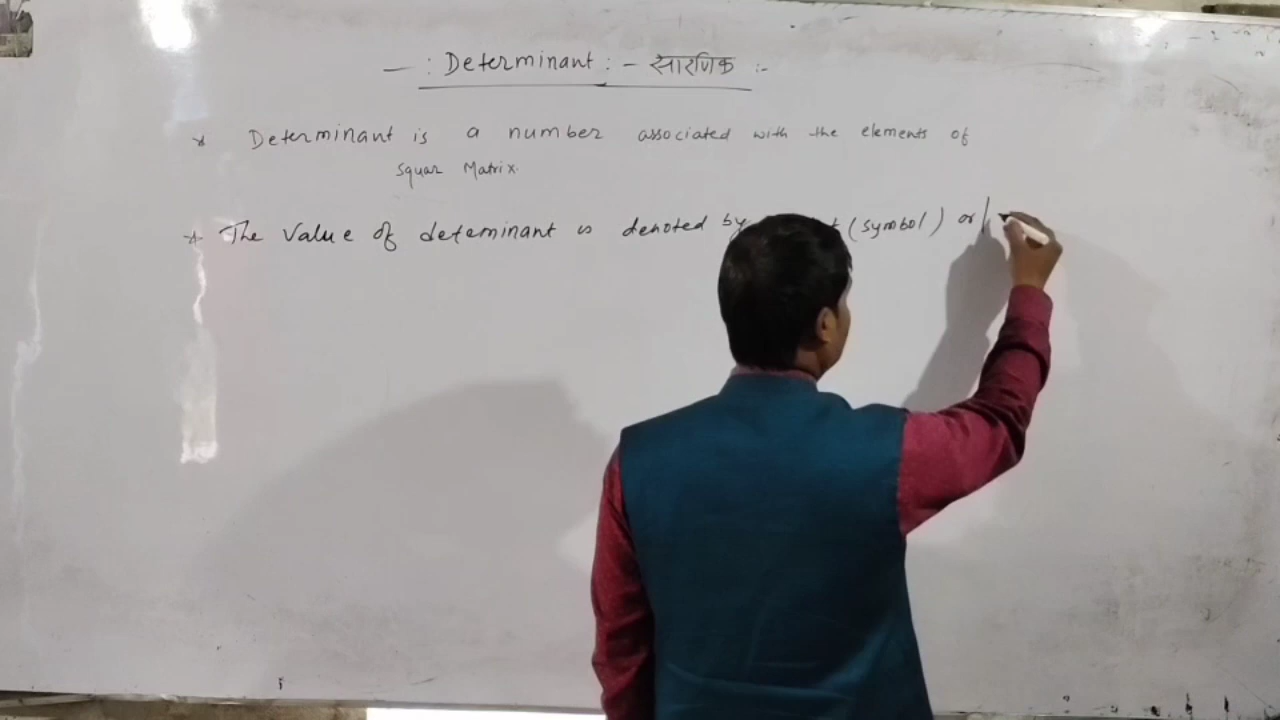 — : Determinant : - सारणिक :-
* Determinant is a number associated with the elements of
squar Matrix.
* The Value of deteminant is denoted by (symbol) or |